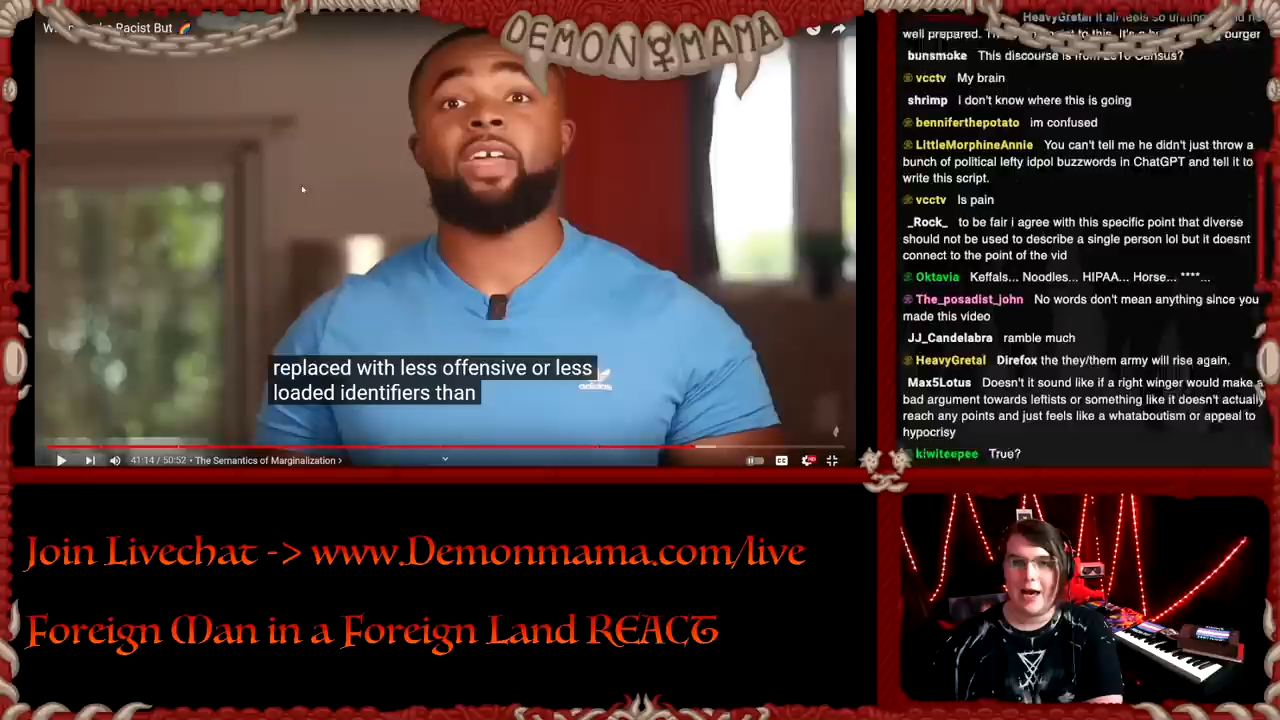 Racist But
DEMON MAMA
replaced with less offensive or less
loaded identifiers than
adidas
41:14 / 50:52 • The Semantics of Marginalization >
Join Livechat -> www.Demonmama.com/live
Foreign Man in a Foreign Land REACT
HeavyGretal It all feels so
well prepared. burger
bunsmoke This discourse is from 2010 Census?
vcctv My brain
shrimp i don't know where this is going
benniferthepotato im confused
LittleMorphineAnnie You can't tell me he didn't just throw a
bunch of political lefty idpol buzzwords in ChatGPT and tell it to
write this script.
vcctv Is pain
_Rock_ to be fair i agree with this specific point that diverse
should not be used to describe a single person lol but it doesnt
connect to the point of the vid
Oktavia Keffals... Noodles... HIPAA... Horse... ****...
The_posadist_john No words don't mean anything since you
made this video
JJ_Candelabra ramble much
HeavyGretal Direfox the they/them army will rise again.
Max5Lotus Doesn't it sound like if a right winger would make a
bad argument towards leftists or something like it doesn't actually
reach any points and just feels like a whataboutism or appeal to
hypocrisy
kiwiteepee True?